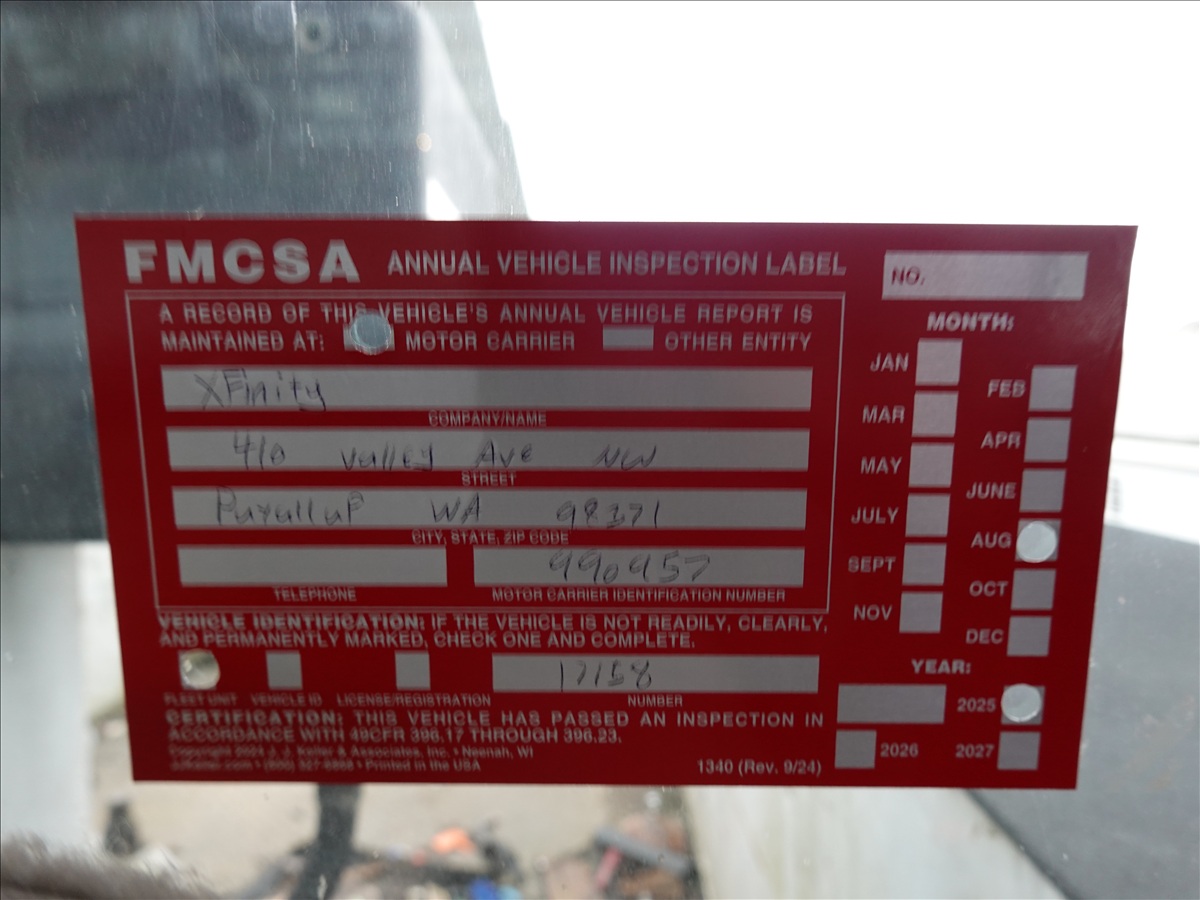 FMCSA ANNUAL VEHICLE INSPECTION LABEL
NO.
A RECORD OF THIS VEHICLE'S ANNUAL VEHICLE REPORT IS
MAINTAINED AT: MOTOR CARRIER OTHER ENTITY
XFinity
COMPANY/NAME
410 Valley Ave NW
STREET
Puyallup WA 98371
CITY, STATE, ZIP CODE
990957
TELEPHONE MOTOR CARRIER IDENTIFICATION NUMBER
VEHICLE IDENTIFICATION: IF THE VEHICLE IS NOT READILY, CLEARLY,
AND PERMANENTLY MARKED, CHECK ONE AND COMPLETE.
17158
FLEET UNIT VEHICLE ID LICENSE/REGISTRATION NUMBER
CERTIFICATION: THIS VEHICLE HAS PASSED AN INSPECTION IN
ACCORDANCE WITH 49CFR 396.17 THROUGH 396.23.
Copyright 2024 J. J. Keller & Associates, Inc. • Neenah, WI
JJKeller.com • (800) 327-6868 • Printed in the USA
1340 (Rev. 9/24)
MONTH:
JAN
FEB
MAR
APR
MAY
JUNE
JULY
AUG
SEPT
OCT
NOV
DEC
YEAR:
2025
2026 2027